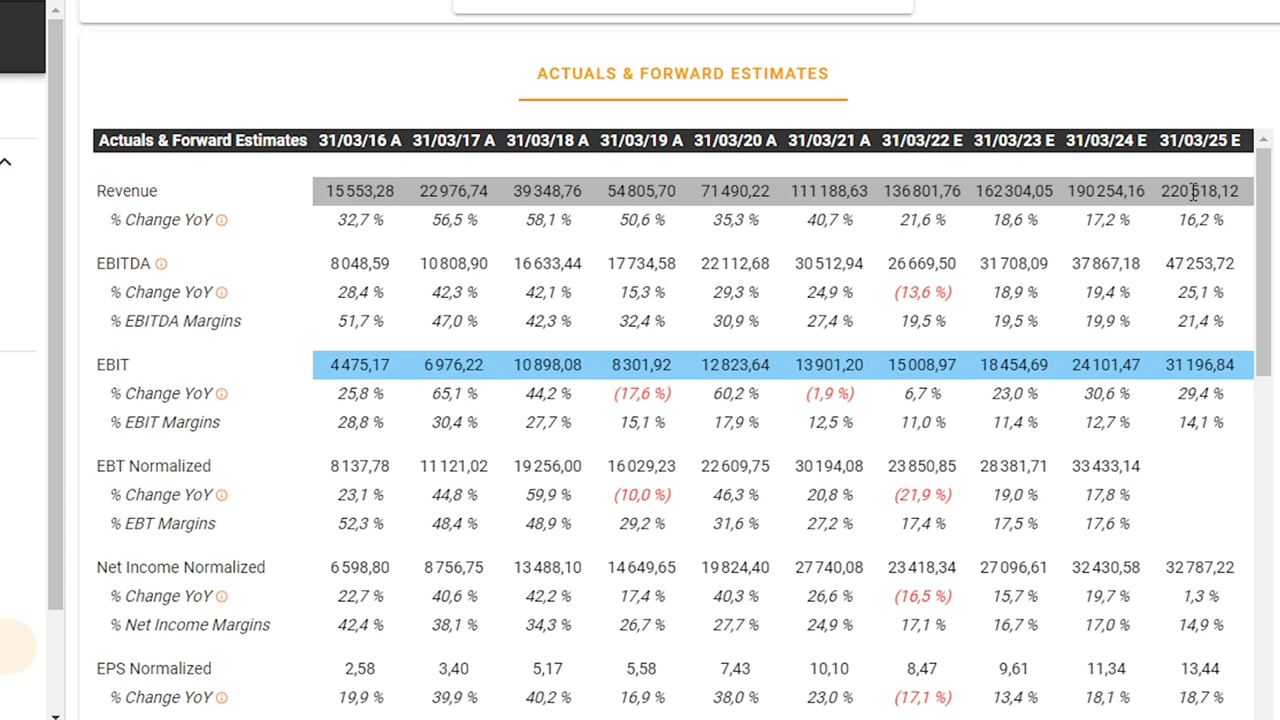 ACTUALS & FORWARD ESTIMATES
Actuals & Forward Estimates 31/03/16 A 31/03/17 A 31/03/18 A 31/03/19 A 31/03/20 A 31/03/21 A 31/03/22 E 31/03/23 E 31/03/24 E 31/03/25 E
Revenue 15 553,28 22 976,74 39 348,76 54 805,70 71 490,22 111 188,63 136 801,76 162 304,05 190 254,16
% Change YoY 32,7 % 56,5 % 58,1 % 50,6 % 35,3 % 40,7 % 21,6 % 18,6 % 17,2 % 16,2 %
EBITDA 8 048,59 10 808,90 16 633,44 17 734,58 22 112,68 30 512,94 26 669,50 31 708,09 37 867,18 47 253,72
% Change YoY 28,4 % 42,3 % 42,1 % 15,3 % 29,3 % 24,9 % (13,6 %) 18,9 % 19,4 % 25,1 %
% EBITDA Margins 51,7 % 47,0 % 42,3 % 32,4 % 30,9 % 27,4 % 19,5 % 19,5 % 19,9 % 21,4 %
EBIT 4 475,17 6 976,22 10 898,08 8 301,92 12 823,64 13 901,20 15 008,97 18 454,69 24 101,47 31 196,84
% Change YoY 25,8 % 65,1 % 44,2 % (17,6 %) 60,2 % (1,9 %) 6,7 % 23,0 % 30,6 % 29,4 %
% EBIT Margins 28,8 % 30,4 % 27,7 % 15,1 % 17,9 % 12,5 % 11,0 % 11,4 % 12,7 % 14,1 %
EBT Normalized 8 137,78 11 121,02 19 256,00 16 029,23 22 609,75 30 194,08 23 850,85 28 381,71 33 433,14
% Change YoY 23,1 % 44,8 % 59,9 % (10,0 %) 46,3 % 20,8 % (21,9 %) 19,0 % 17,8 %
% EBT Margins 52,3 % 48,4 % 48,9 % 29,2 % 31,6 % 27,2 % 17,4 % 17,5 % 17,6 %
Net Income Normalized 6 598,80 8 756,75 13 488,10 14 649,65 19 824,40 27 740,08 23 418,34 27 096,61 32 430,58 32 787,22
% Change YoY 22,7 % 40,6 % 42,2 % 17,4 % 40,3 % 26,6 % (16,5 %) 15,7 % 19,7 % 1,3 %
% Net Income Margins 42,4 % 38,1 % 34,3 % 26,7 % 27,7 % 24,9 % 17,1 % 16,7 % 17,0 % 14,9 %
EPS Normalized 2,58 3,40 5,17 5,58 7,43 10,10 8,47 9,61 11,34 13,44
% Change YoY 19,9 % 39,9 % 40,2 % 16,9 % 38,0 % 23,0 % (17,1 %) 13,4 % 18,1 % 18,7 %